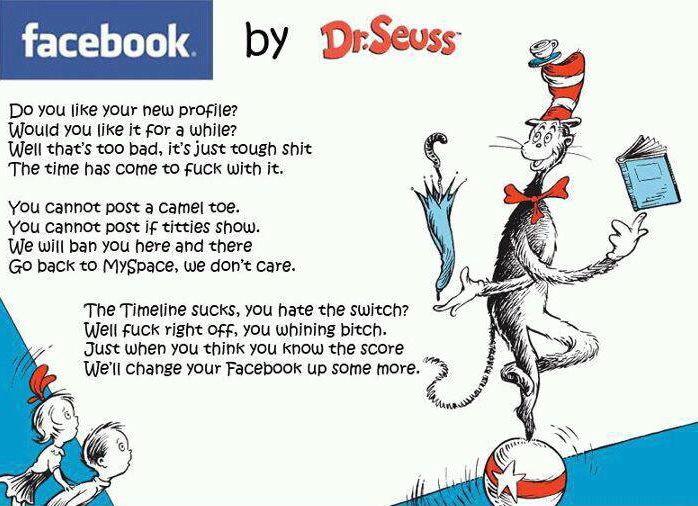 facebook. by Dr. Seuss
Do you like your new profile?
Would you like it for a while?
Well that's too bad, it's just tough shit
The time has come to fuck with it.
You cannot post a camel toe.
You cannot post if titties show.
We will ban you here and there
Go back to MySpace, we don't care.
The Timeline sucks, you hate the switch?
Well fuck right off, you whining bitch.
Just when you think you know the score
We'll change your Facebook up some more.